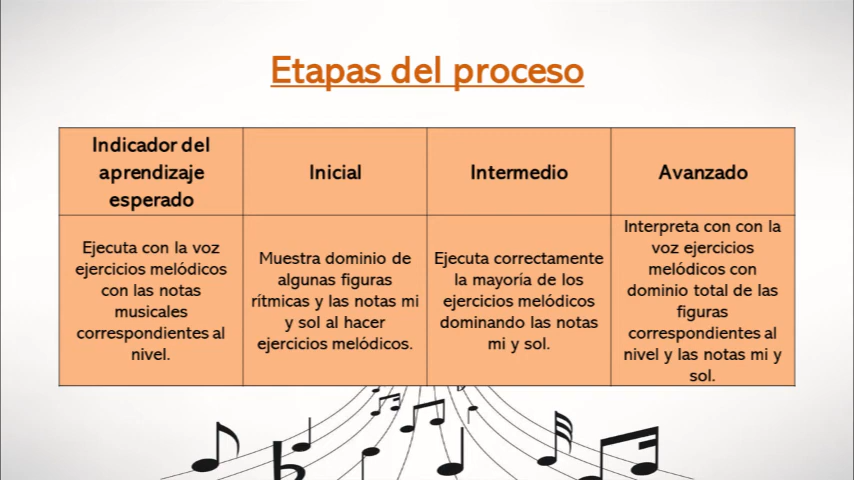 Etapas del proceso
Indicador del
aprendizaje
esperado
Inicial
Intermedio
Avanzado
Ejecuta con la voz
ejercicios melódicos
con las notas
musicales
correspondientes al
nivel.
Muestra dominio de
algunas figuras
rítmicas y las notas mi
y sol al hacer
ejercicios melódicos.
Ejecuta correctamente
la mayoría de los
ejercicios melódicos
dominando las notas
mi y sol.
Interpreta con con la
voz ejercicios
melódicos con
dominio total de las
figuras
correspondientes al
nivel y las notas mi y
sol.